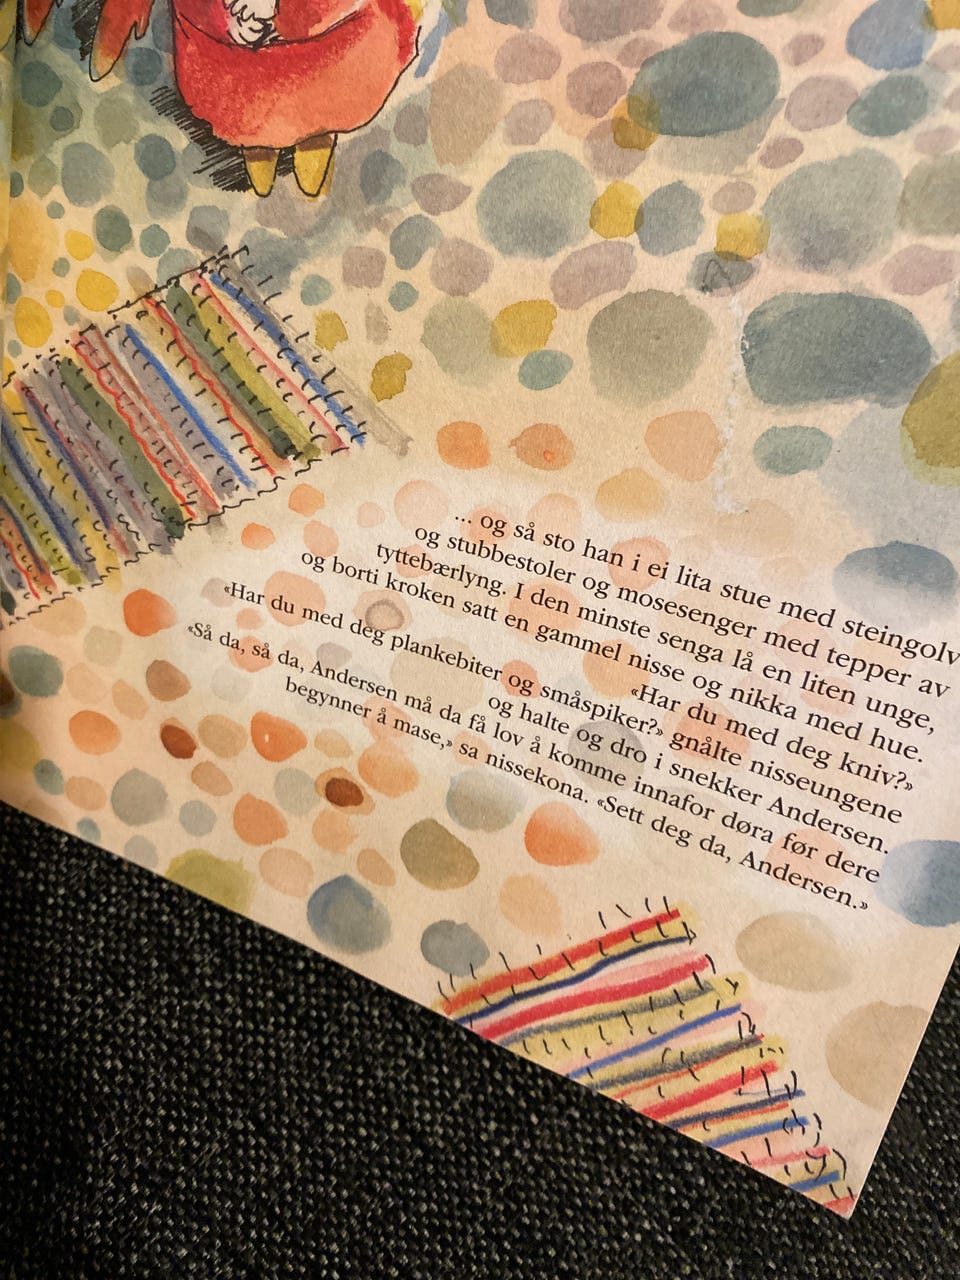 ... og så sto han i ei lita stue med steingolv
og stubbestoler og mosesenger med tepper av
tyttebærlyng. I den minste senga lå en liten unge,
og borti kroken satt en gammel nisse og nikka med hue.
«Har du med deg kniv?»
«Har du med deg plankebiter og småspiker?» gnålte nisseungene
og halte og dro i snekker Andersen.
«Så da, så da, Andersen må da få lov å komme innafor døra før dere
begynner å mase,» sa nissekona. «Sett deg da, Andersen.»